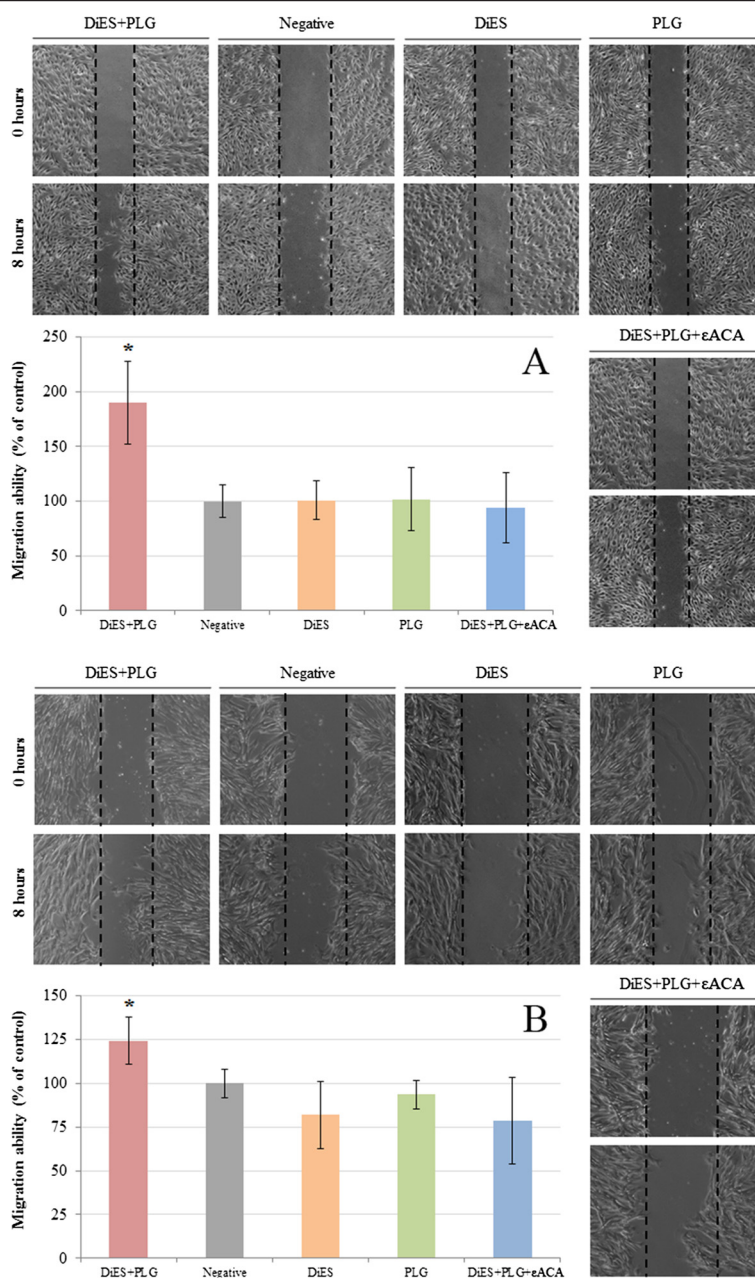 DiES+PLG Negative DiES PLG
0 hours
8 hours
DiES+PLG+εACA
A
*
Migration ability (% of control)
250
200
150
100
50
0
DiES+PLG Negative DiES PLG DiES+PLG+εACA
DiES+PLG Negative DiES PLG
0 hours
8 hours
DiES+PLG+εACA
B
*
Migration ability (% of control)
150
125
100
75
50
25
0
DiES+PLG Negative DiES PLG DiES+PLG+εACA